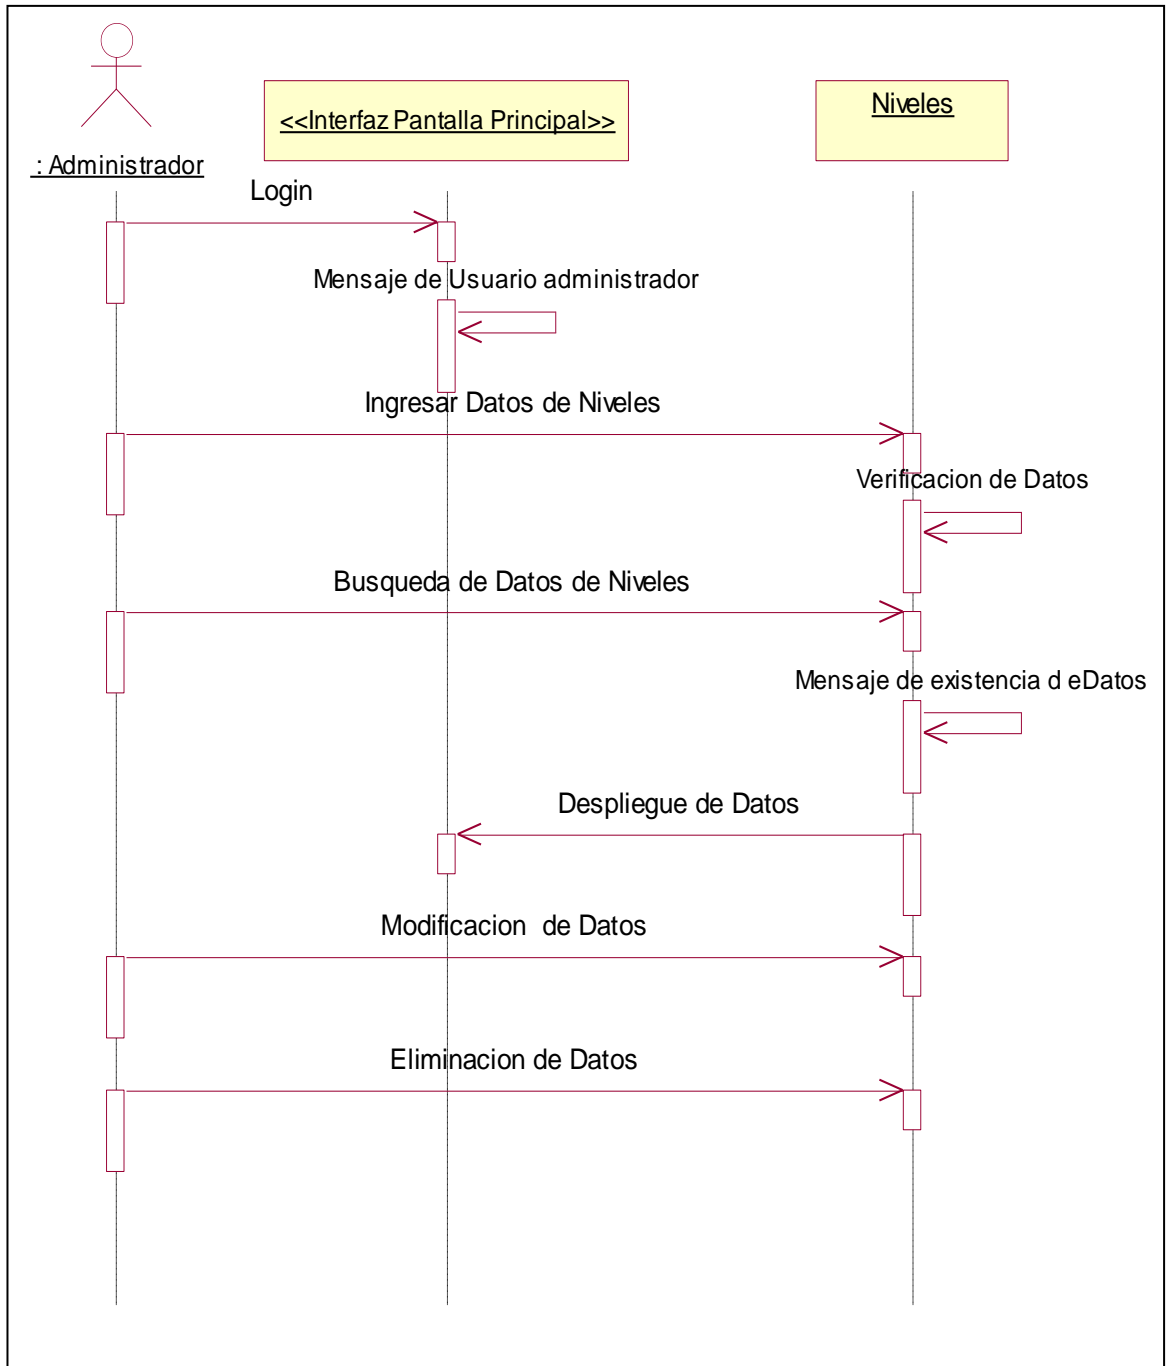 : Administrador
<<Interfaz Pantalla Principal>>
Niveles
Login
Mensaje de Usuario administrador
Ingresar Datos de Niveles
Verificacion de Datos
Busqueda de Datos de Niveles
Mensaje de existencia d eDatos
Despliegue de Datos
Modificacion de Datos
Eliminacion de Datos